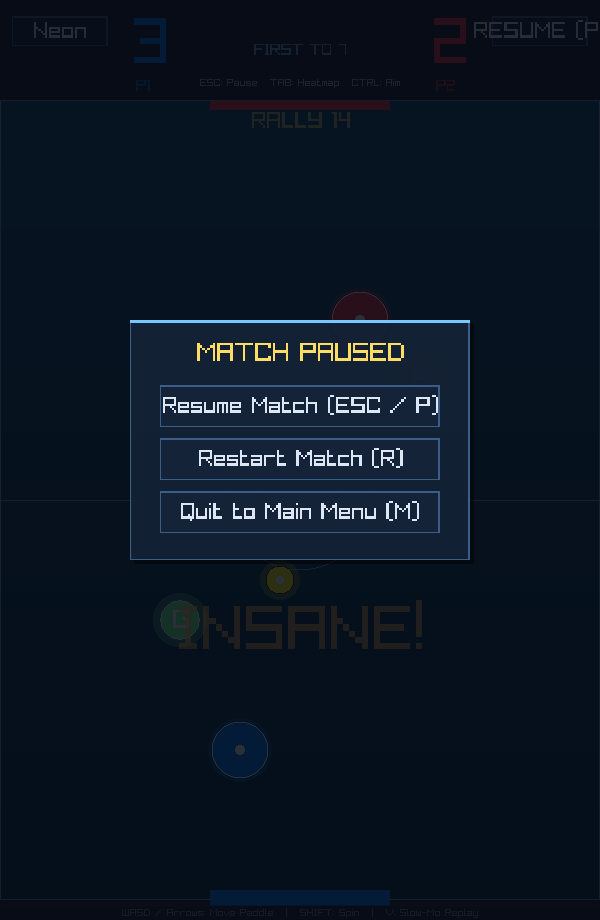 Neon
3
FIRST TO 7
2
RESUME (P
P1
ESC: Pause TAB: Heatmap CTRL: Aim
P2
RALLY 14
MATCH PAUSED
Resume Match (ESC / P)
Restart Match (R)
Quit to Main Menu (M)
INSANE!
WASD / Arrows: Move Paddle | SHIFT: Spin | V: Slow-Mo Replay